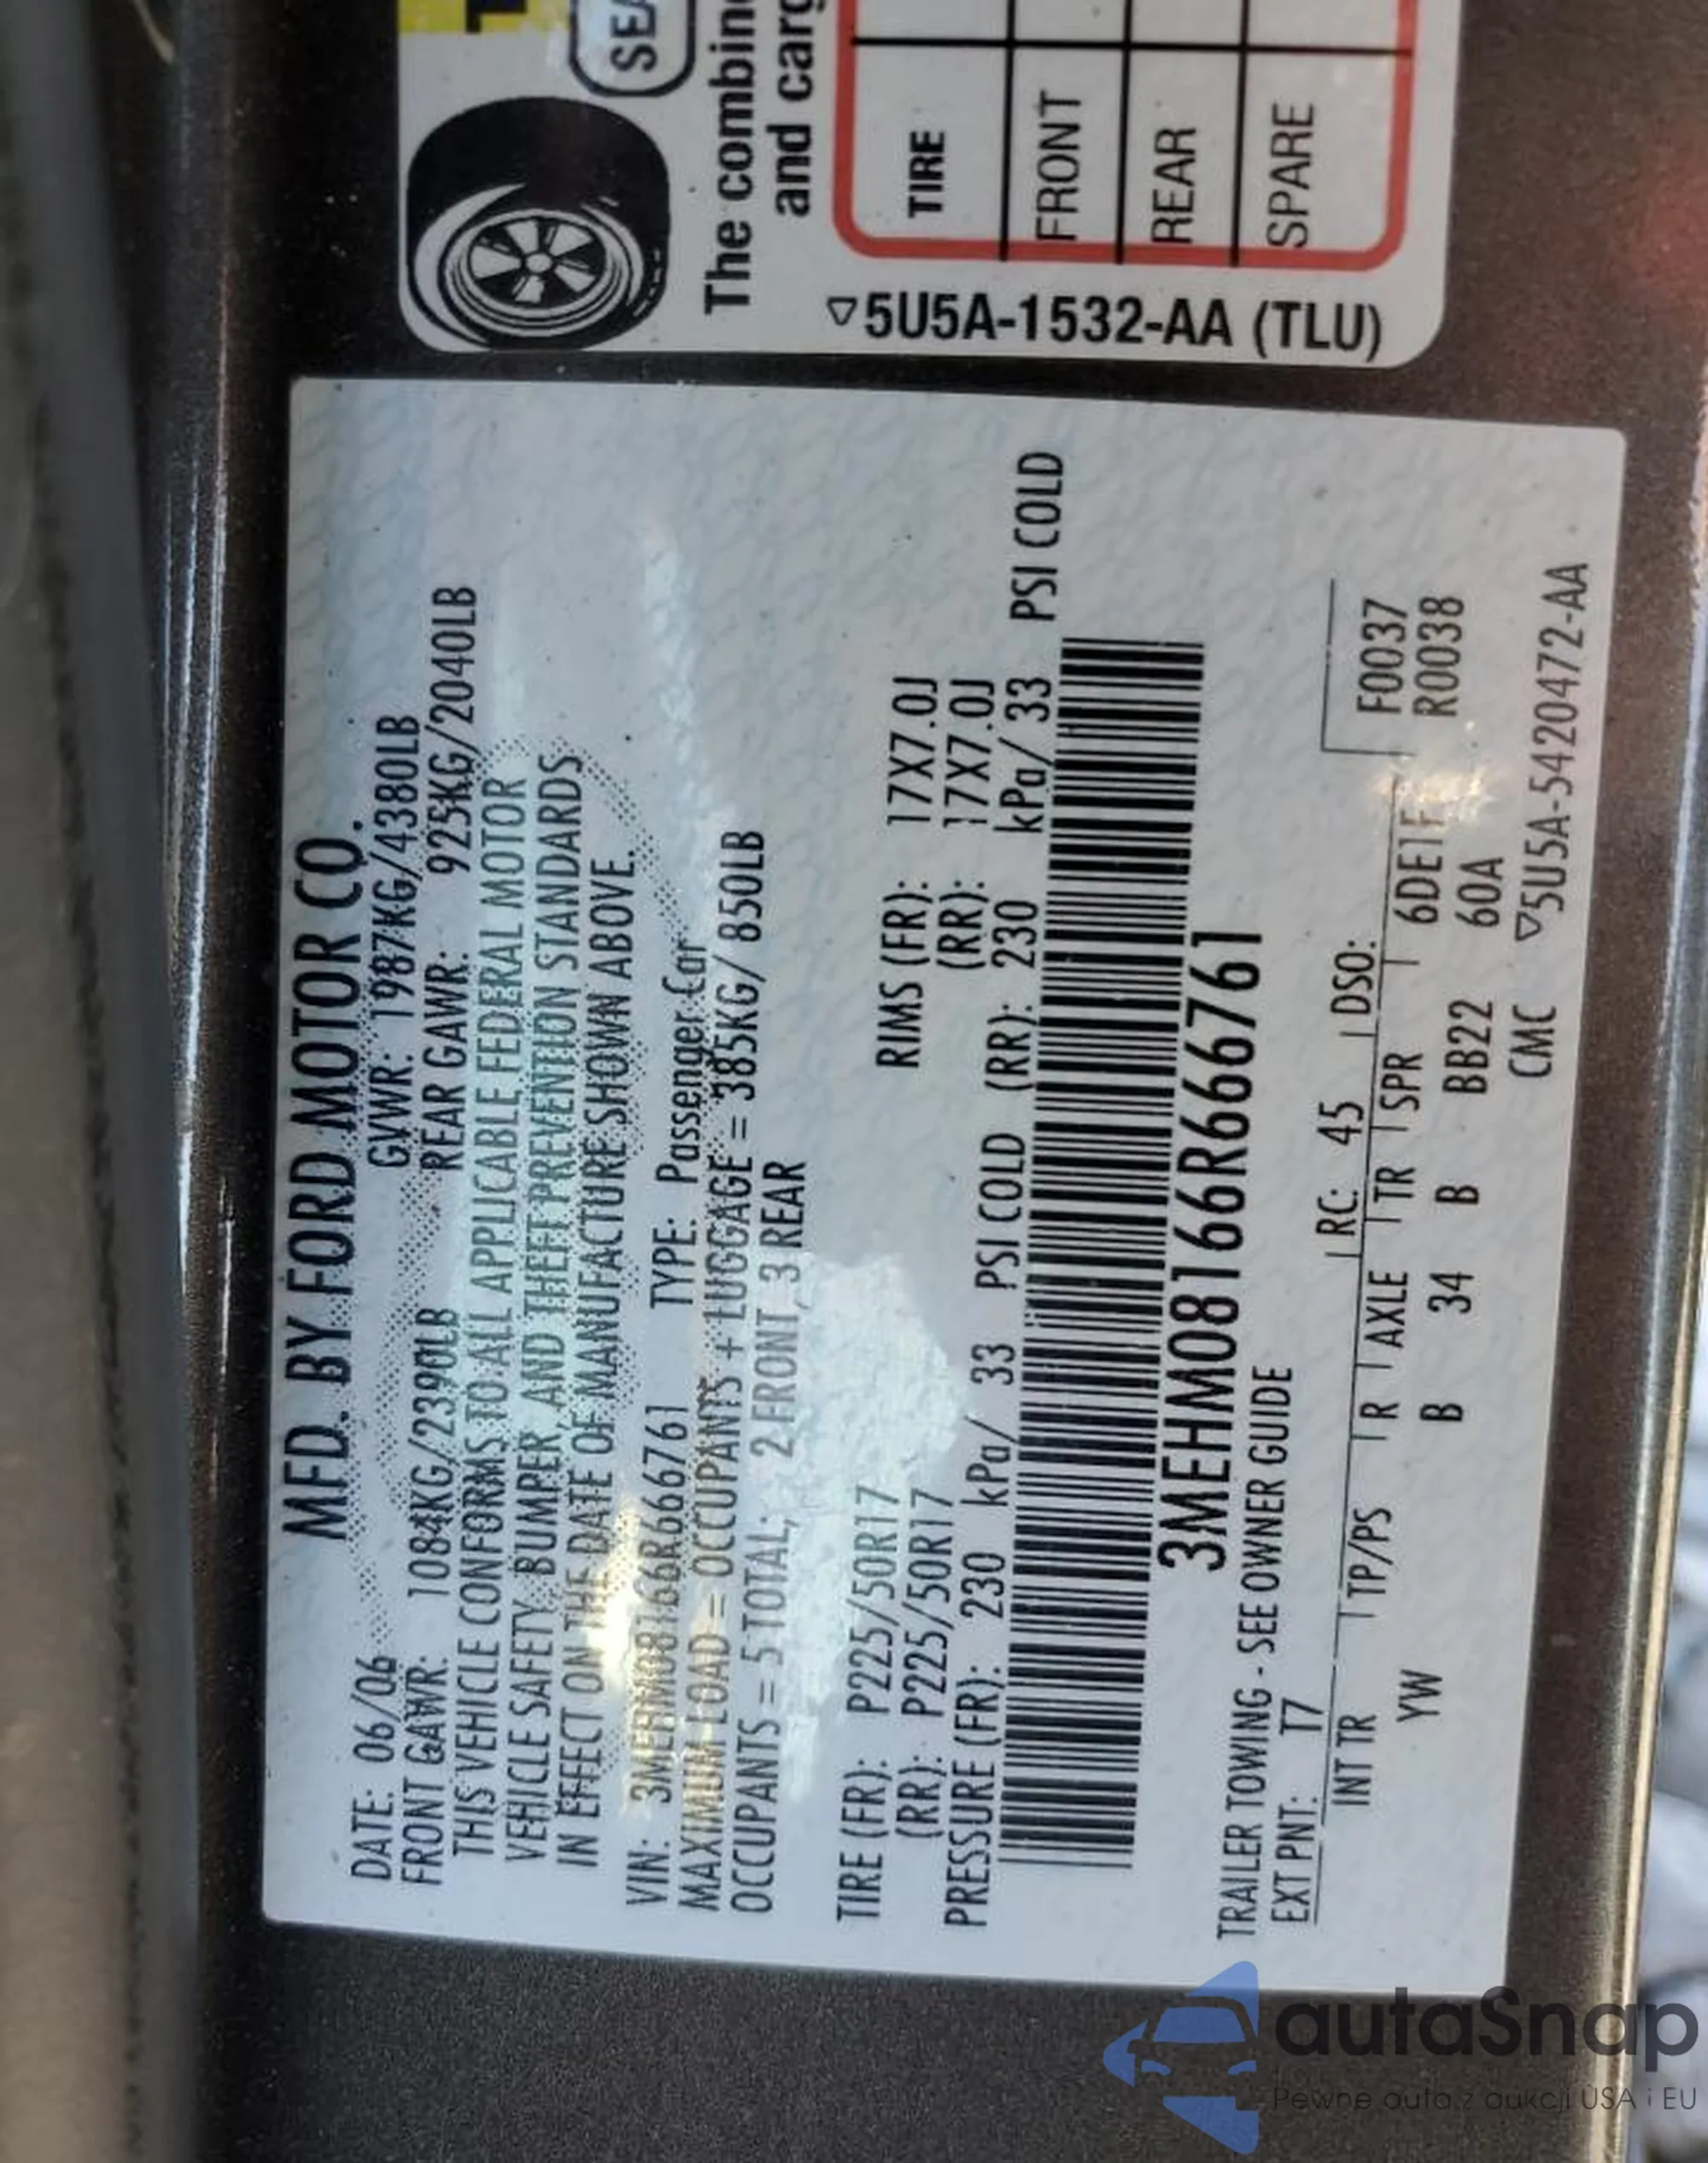 MFD. BY FORD MOTOR CO.
DATE: 06/06 GVWR: 1987KG/4380LB
FRONT GAWR: 1084KG/2390LB REAR GAWR: 925KG/2040LB
THIS VEHICLE CONFORMS TO ALL APPLICABLE FEDERAL MOTOR
VEHICLE SAFETY, BUMPER, AND THEFT PREVENTION STANDARDS
IN EFFECT ON THE DATE OF MANUFACTURE SHOWN ABOVE.
VIN: 3MEHM08166R666761 TYPE: Passenger Car
MAXIMUM LOAD = OCCUPANTS + LUGGAGE = 385KG/ 850LB
OCCUPANTS = 5 TOTAL; 2 FRONT, 3 REAR
TIRE (FR): P225/50R17 RIMS (FR): 17X7.0J
(RR): P225/50R17 (RR): 17X7.0J
PRESSURE (FR): 230 kPa/ 33 PSI COLD (RR): 230 kPa/ 33 PSI COLD
3MEHM08166R666761
TRAILER TOWING - SEE OWNER GUIDE
EXT PNT: T7 RC: 45 DSO:
INT TR TP/PS R AXLE TR SPR 6DE1F F0037
YW B 34 B BB22 60A R0038
CMC ▽5U5A-5420472-AA
SEA
The combine
and carg
TIRE
FRONT
REAR
SPARE
▽5U5A-1532-AA (TLU)
autaSnap
Pewne auta z aukcji USA i EU